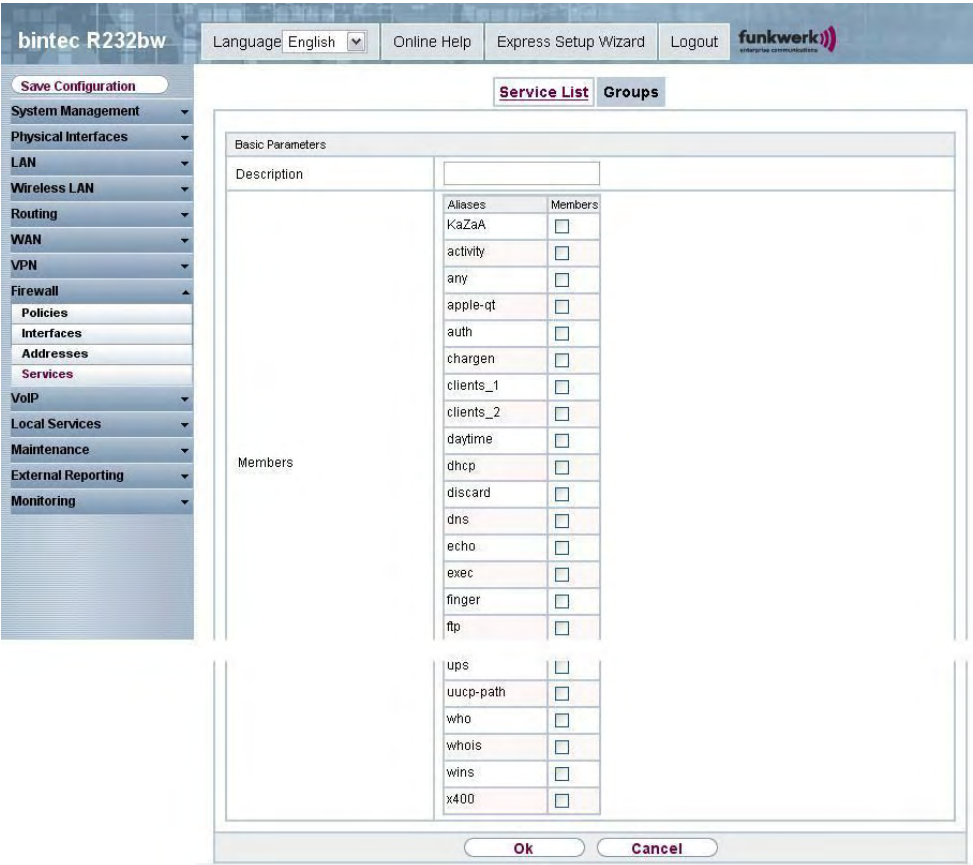 bintec R232bw
Language English
Online Help
Express Setup Wizard
Logout
funkwerk
enterprise communications
Save Configuration
System Management
Physical Interfaces
LAN
Wireless LAN
Routing
WAN
VPN
Firewall
Policies
Interfaces
Addresses
Services
VoIP
Local Services
Maintenance
External Reporting
Monitoring
Service List Groups
Basic Parameters
Description
Members
Aliases Members
KaZaA
activity
any
apple-qt
auth
chargen
clients_1
clients_2
daytime
dhcp
discard
dns
echo
exec
finger
ftp
ups
uucp-path
who
whois
wins
x400
Ok Cancel